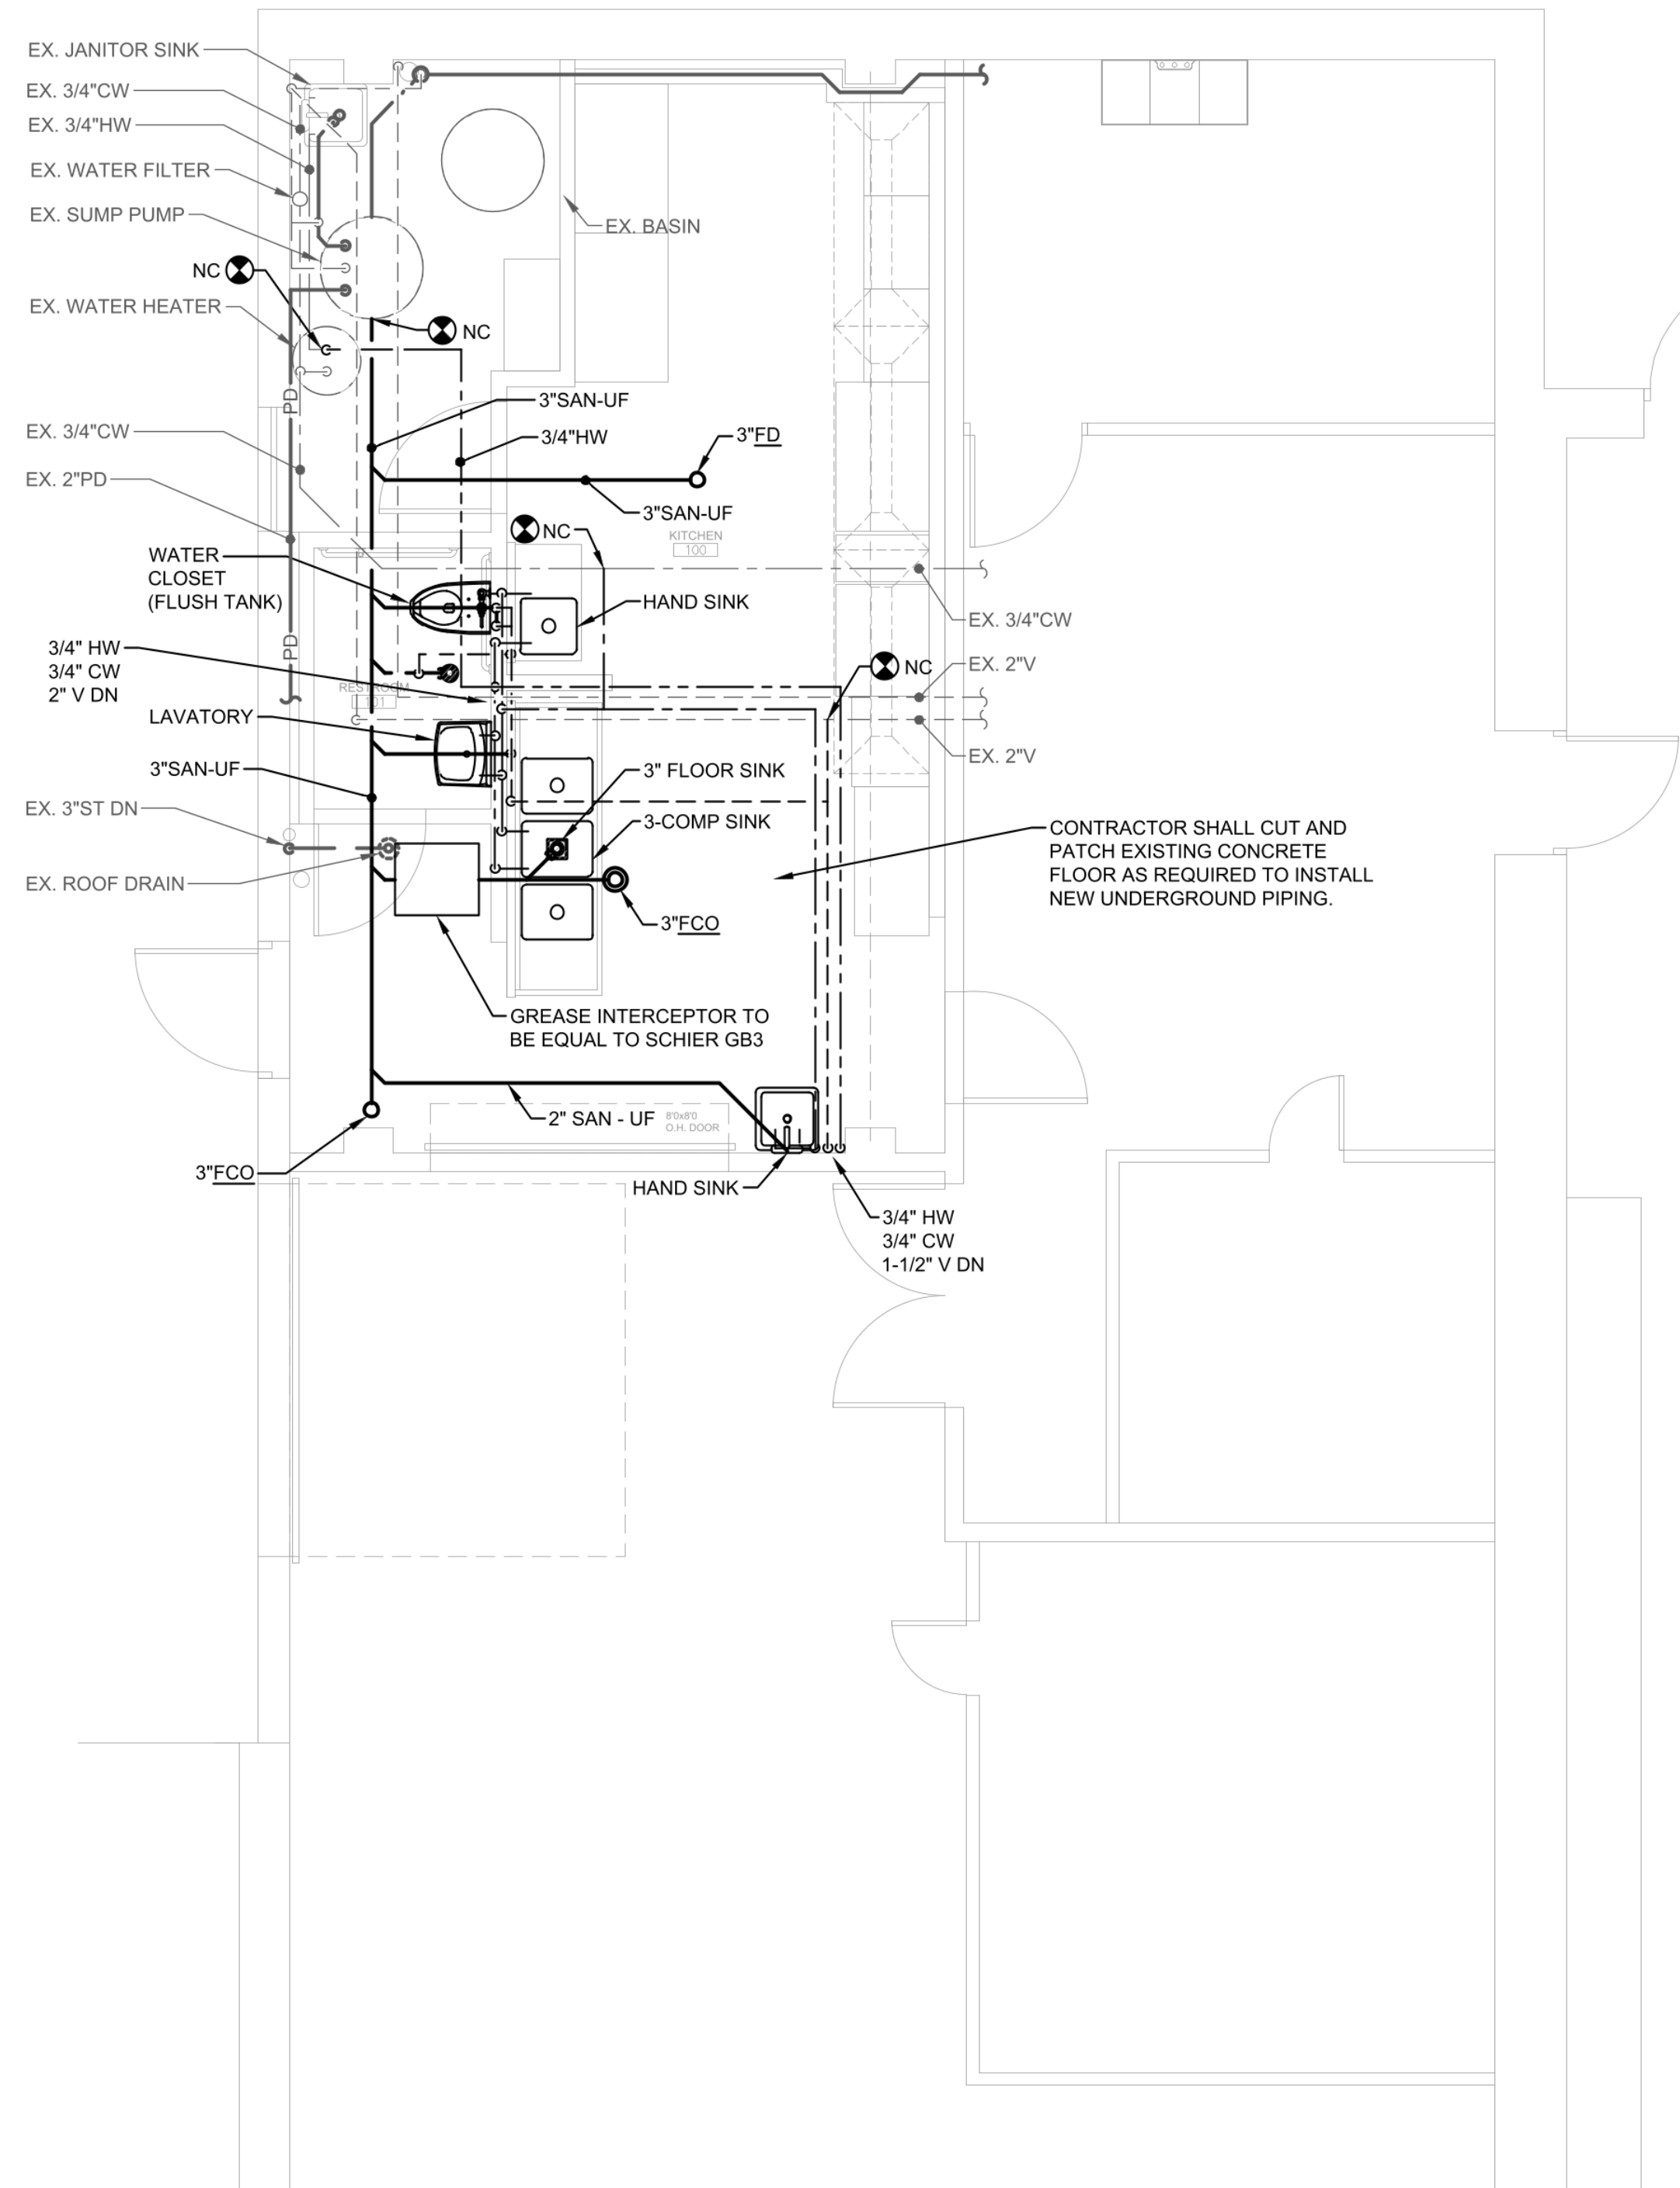 EX. JANITOR SINK
EX. 3/4"CW
EX. 3/4"HW
EX. WATER FILTER
EX. SUMP PUMP
EX. BASIN
NC
EX. WATER HEATER
NC
PD
3"SAN-UF
3/4"HW
3"FD
EX. 3/4"CW
EX. 2"PD
3"SAN-UF
NC
KITCHEN
100
WATER
CLOSET
(FLUSH TANK)
HAND SINK
EX. 3/4"CW
PD
3/4" HW
3/4" CW
2" V DN
NC
EX. 2"V
RESTROOM
101
LAVATORY
EX. 2"V
3"SAN-UF
3" FLOOR SINK
EX. 3"ST DN
3-COMP SINK
CONTRACTOR SHALL CUT AND
PATCH EXISTING CONCRETE
FLOOR AS REQUIRED TO INSTALL
NEW UNDERGROUND PIPING.
EX. ROOF DRAIN
3"FCO
GREASE INTERCEPTOR TO
BE EQUAL TO SCHIER GB3
2" SAN - UF
8'0x8'0
O.H. DOOR
3"FCO
HAND SINK
3/4" HW
3/4" CW
1-1/2" V DN